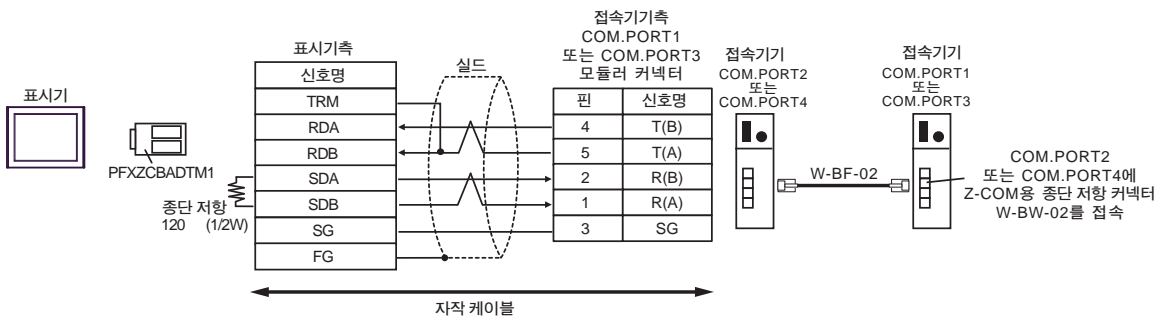 표시기
PFXZCBADTM1
종단 저항
120 (1/2W)
표시기측
신호명
TRM
RDA
RDB
SDA
SDB
SG
FG
실드
자작 케이블
접속기기측
COM.PORT1
또는 COM.PORT3
모듈러 커넥터
핀 신호명
4 T(B)
5 T(A)
2 R(B)
1 R(A)
3 SG
접속기기
COM.PORT2
또는
COM.PORT4
W-BF-02
접속기기
COM.PORT1
또는
COM.PORT3
COM.PORT2
또는 COM.PORT4에
Z-COM용 종단 저항 커넥터
W-BW-02를 접속